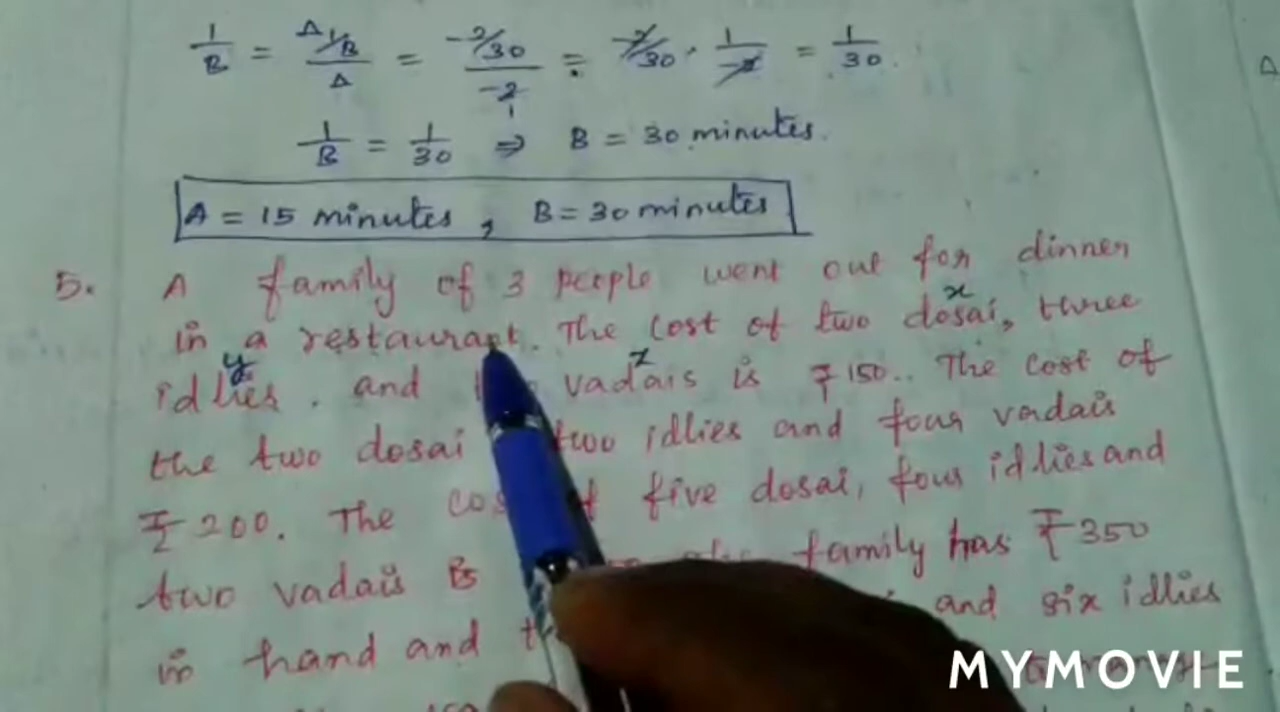 1/B = Δ1/B / Δ = -2/30 / -2 = -2/30 . 1/-2 = 1/30.
1/B = 1/30 ⇒ B = 30 minutes.
A = 15 minutes, B = 30 minutes
5. A family of 3 people went out for dinner
in a restaurant. The cost of two dosai, three
x
idlies. and vadais is ₹150.. The cost of
y z
the two dosai two idlies and four vadais
₹200. The five dosai, four idlies and
two vadais is family has ₹350
in hand and and six idlies
MYMOVIE